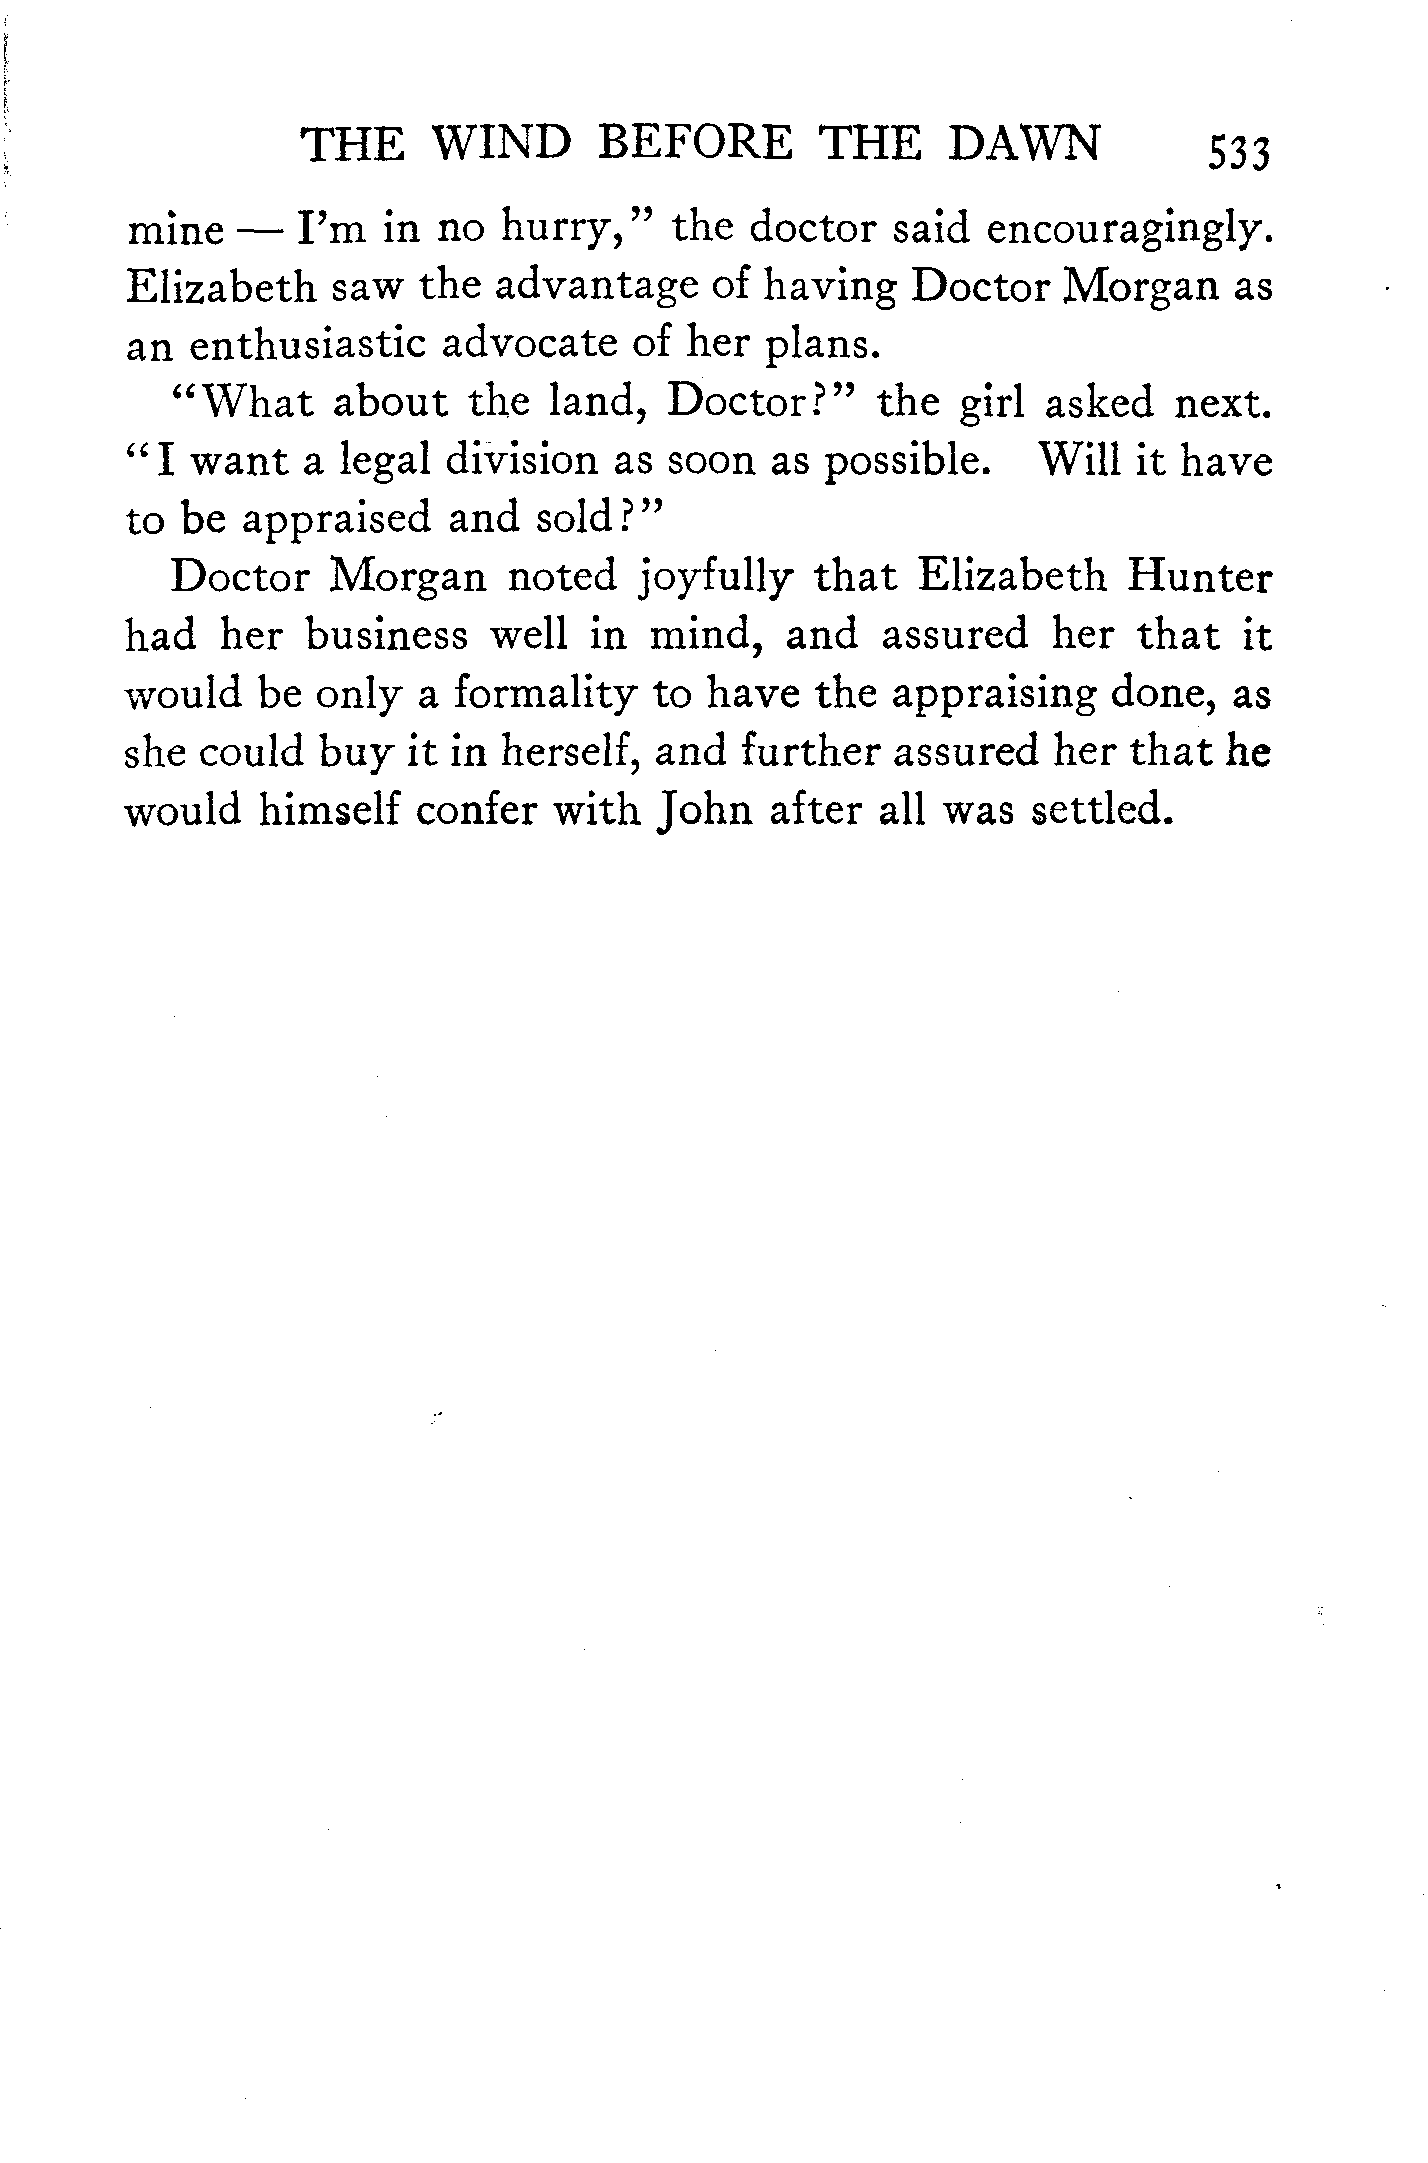 THE WIND BEFORE THE DAWN 533
mine — I'm in no hurry," the doctor said encouragingly.
Elizabeth saw the advantage of having Doctor Morgan as
an enthusiastic advocate of her plans.
"What about the land, Doctor?" the girl asked next.
"I want a legal division as soon as possible. Will it have
to be appraised and sold?"
Doctor Morgan noted joyfully that Elizabeth Hunter
had her business well in mind, and assured her that it
would be only a formality to have the appraising done, as
she could buy it in herself, and further assured her that he
would himself confer with John after all was settled.